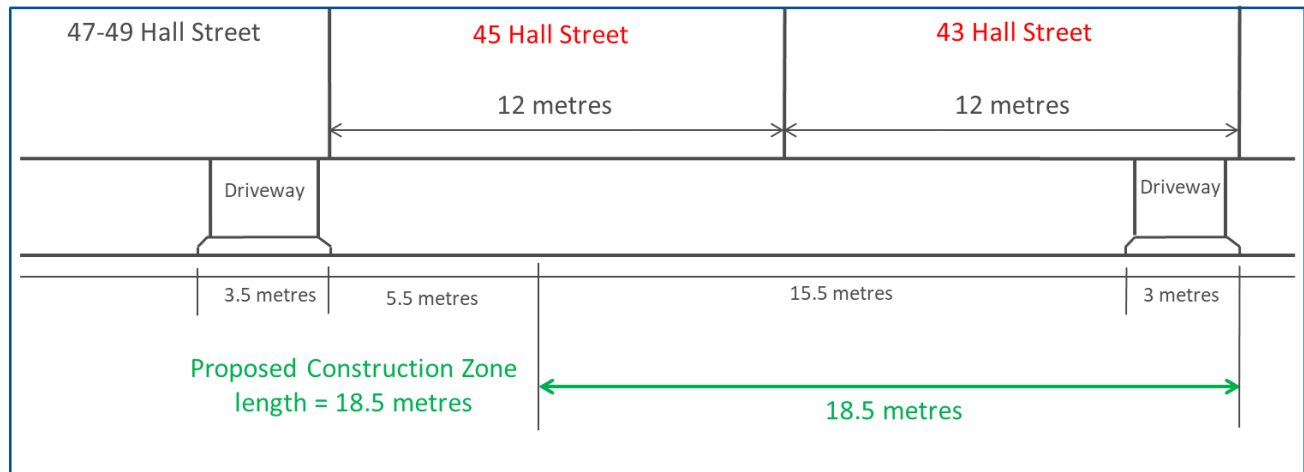 47-49 Hall Street
45 Hall Street
43 Hall Street
12 metres
12 metres
Driveway
Driveway
3.5 metres
5.5 metres
15.5 metres
3 metres
Proposed Construction Zone
length = 18.5 metres
18.5 metres